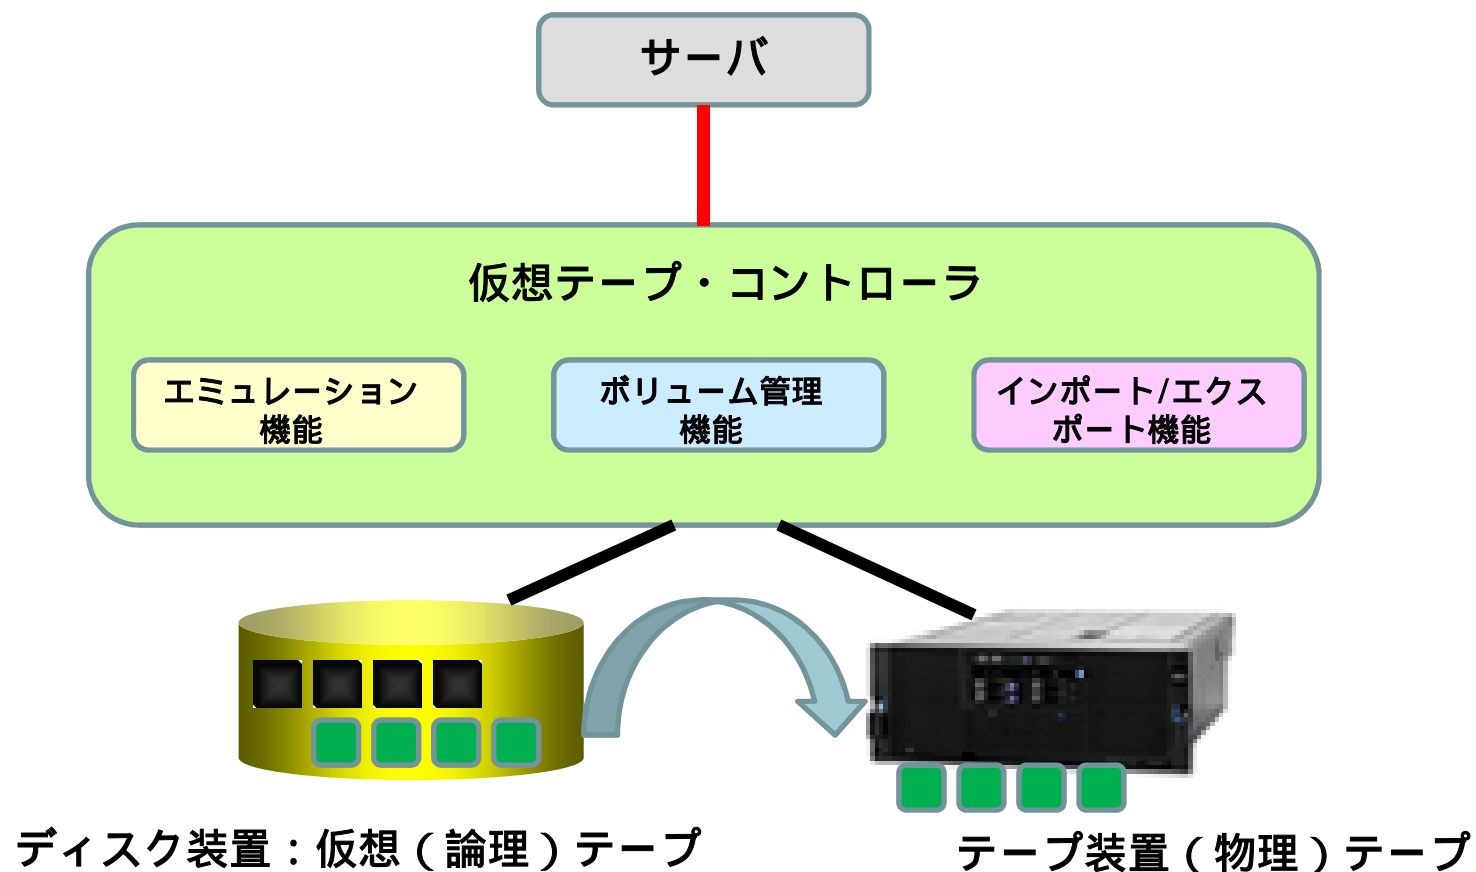 サーバ
仮想テープ・コントローラ
エミュレーション
機能
ボリューム管理
機能
インポート/エクス
ポート機能
ディスク装置：仮想（論理）テープ
テープ装置（物理）テープ